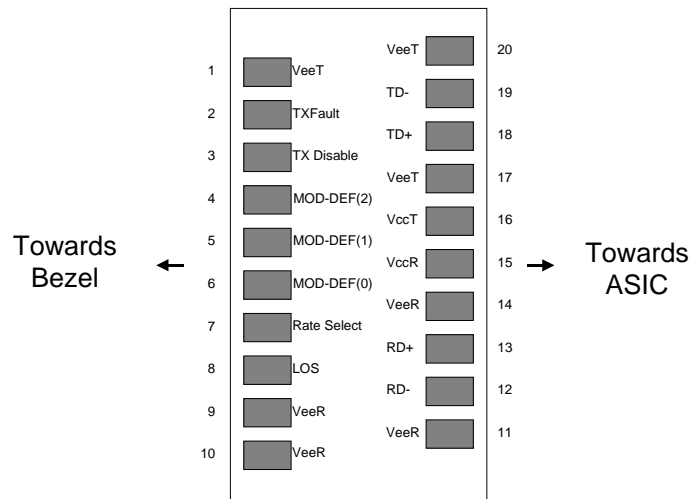 VeeT 20
1 VeeT
TD- 19
2 TXFault
TD+ 18
3 TX Disable
VeeT 17
4 MOD-DEF(2)
VccT 16
5 MOD-DEF(1)
Towards
Bezel
VccR 15
Towards
ASIC
6 MOD-DEF(0)
VeeR 14
7 Rate Select
RD+ 13
8 LOS
RD- 12
9 VeeR
VeeR 11
10 VeeR